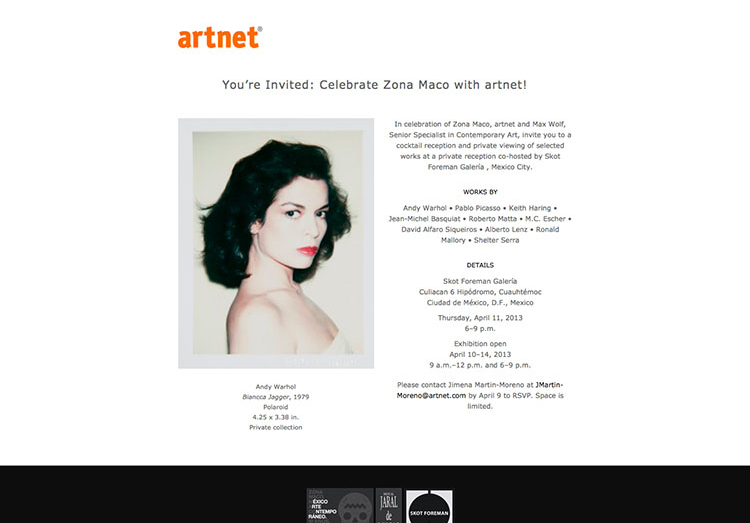 artnet®
You're Invited: Celebrate Zona Maco with artnet!
In celebration of Zona Maco, artnet and Max Wolf,
Senior Specialist in Contemporary Art, invite you to a
cocktail reception and private viewing of selected
works at a private reception co-hosted by Skot
Foreman Galería , Mexico City.
WORKS BY
Andy Warhol • Pablo Picasso • Keith Haring •
Jean-Michel Basquiat • Roberto Matta • M.C. Escher •
David Alfaro Siqueiros • Alberto Lenz • Ronald
Mallory • Shelter Serra
DETAILS
Skot Foreman Galería
Culiacan 6 Hipódromo, Cuauhtémoc
Ciudad de México, D.F., Mexico
Thursday, April 11, 2013
6–9 p.m.
Exhibition open
April 10–14, 2013
9 a.m.–12 p.m. and 6–9 p.m.
Please contact Jimena Martin-Moreno at JMartin-
Moreno@artnet.com by April 9 to RSVP. Space is
limited.
Andy Warhol
Biancca Jagger, 1979
Polaroid
4.25 x 3.38 in.
Private collection
ZONA
MACO
MÉXICO
ARTE
CONTEMPO
RÁNEO.
JARAL
de
SKOT FOREMAN